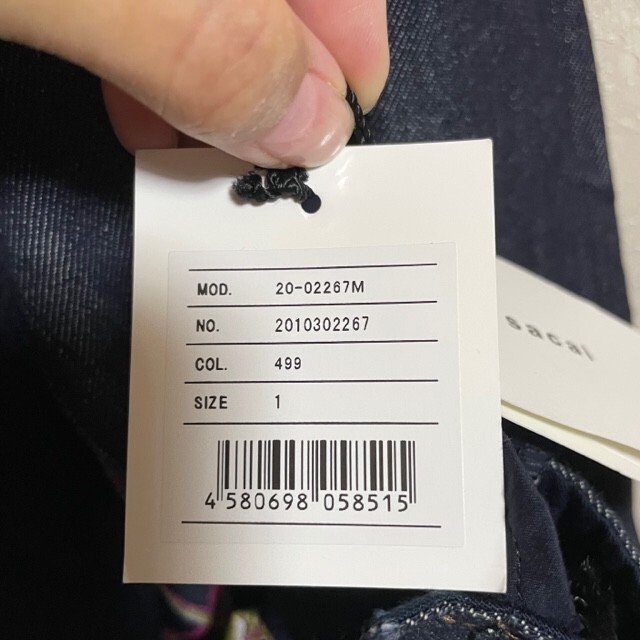 MOD. 20-02267M
NO. 2010302267
COL. 499
SIZE 1
4 580698 058515
sacai